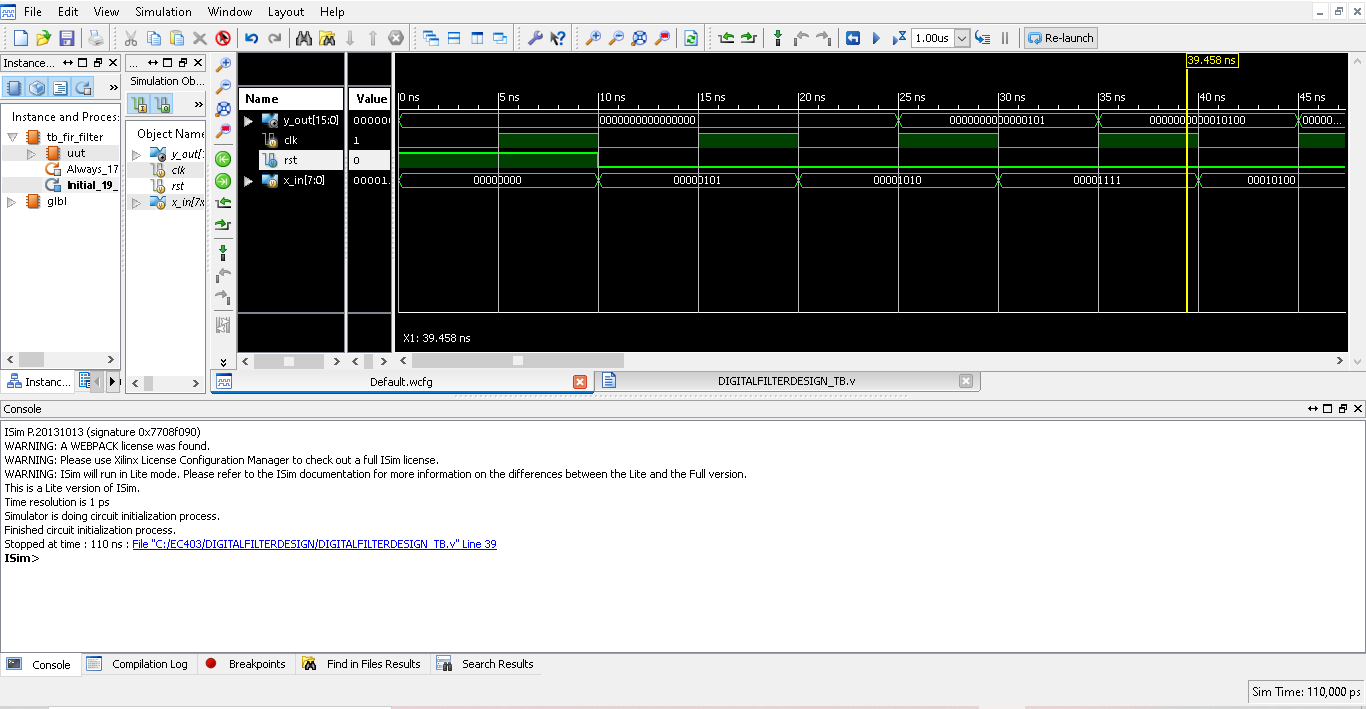 File Edit View Simulation Window Layout Help
1.00us Re-launch
Instance...
Instance and Proces
tb_fir_filter
uut
Always_17
Initial_19_
glbl
Instanc...
...
Simulation Ob...
Object Name
y_out[
clk
rst
x_in[7:
Name Value
y_out[15:0] 00000
clk 1
rst 0
x_in[7:0] 00001
39.458 ns
0 ns 5 ns 10 ns 15 ns 20 ns 25 ns 30 ns 35 ns 40 ns 45 ns
0000000000000000 0000000000000101 0000000000010100 00000...
00000000 00000101 00001010 00001111 00010100
X1: 39.458 ns
Default.wcfg DIGITALFILTERDESIGN_TB.v
Console
ISim P.20131013 (signature 0x7708f090)
WARNING: A WEBPACK license was found.
WARNING: Please use Xilinx License Configuration Manager to check out a full ISim license.
WARNING: ISim will run in Lite mode. Please refer to the ISim documentation for more information on the differences between the Lite and the Full version.
This is a Lite version of ISim.
Time resolution is 1 ps
Simulator is doing circuit initialization process.
Finished circuit initialization process.
Stopped at time : 110 ns : File "C:/EC403/DIGITALFILTERDESIGN/DIGITALFILTERDESIGN_TB.v" Line 39
ISim>
Console Compilation Log Breakpoints Find in Files Results Search Results
Sim Time: 110,000 ps